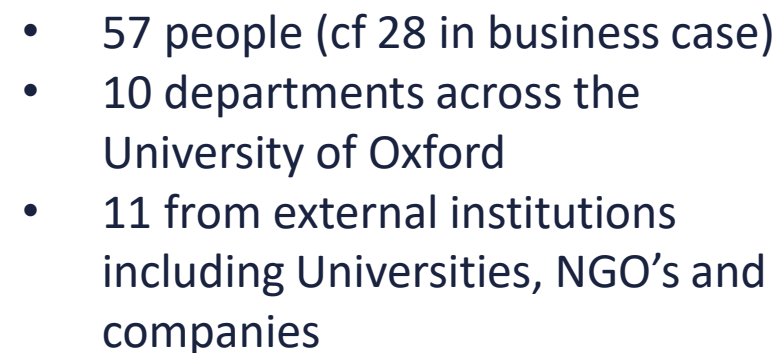 • 57 people (cf 28 in business case)
• 10 departments across the
University of Oxford
• 11 from external institutions
including Universities, NGO’s and
companies